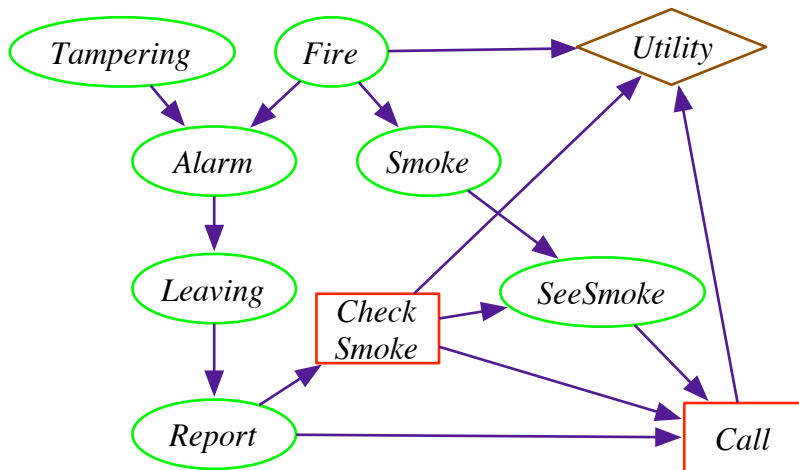 Tampering
Fire
Utility
Alarm
Smoke
Leaving
Check
Smoke
SeeSmoke
Report
Call